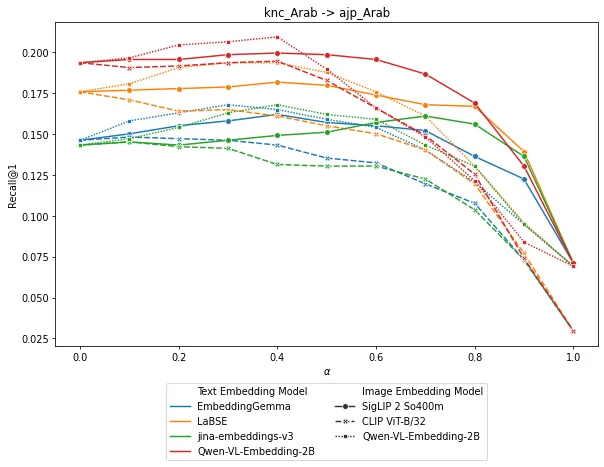 knc_Arab -> ajp_Arab
Recall@1
0.200
0.175
0.150
0.125
0.100
0.075
0.050
0.025
0.0 0.2 0.4 0.6 0.8 1.0
α
Text Embedding Model
EmbeddingGemma
LaBSE
jina-embeddings-v3
Qwen-VL-Embedding-2B
Image Embedding Model
SigLIP 2 So400m
CLIP ViT-B/32
Qwen-VL-Embedding-2B